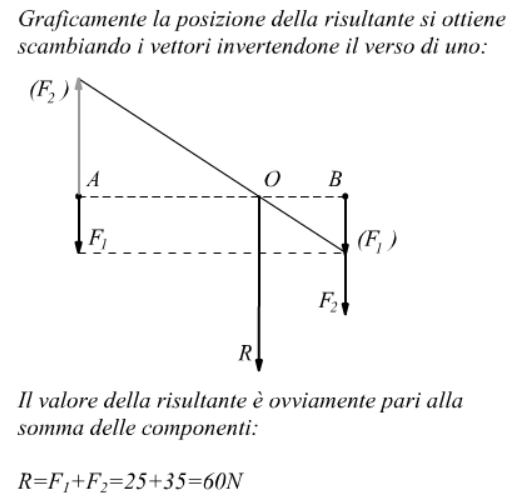 Graficamente la posizione della risultante si ottiene
scambiando i vettori invertendone il verso di uno:
(F₂ )
A
O
B
F₁
(F₁ )
F₂
R
Il valore della risultante è ovviamente pari alla
somma delle componenti:
R=F₁+F₂=25+35=60N